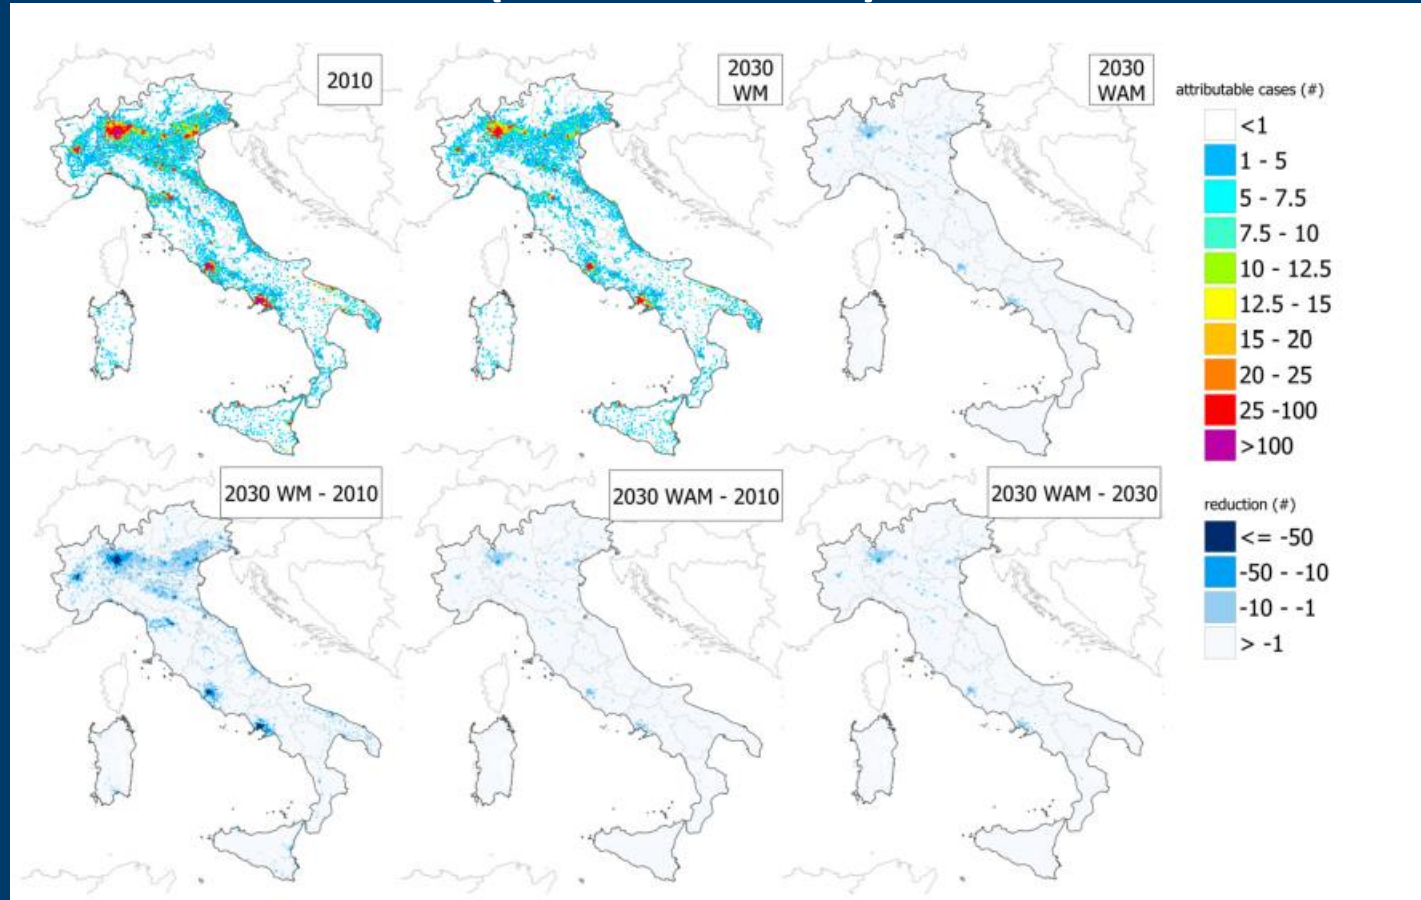 2010
2030
WM
2030
WAM
attributable cases (#)
<1
1 - 5
5 - 7.5
7.5 - 10
10 - 12.5
12.5 - 15
15 - 20
20 - 25
25 -100
>100
2030 WM - 2010
2030 WAM - 2010
2030 WAM - 2030
reduction (#)
<= -50
-50 - -10
-10 - -1
> -1